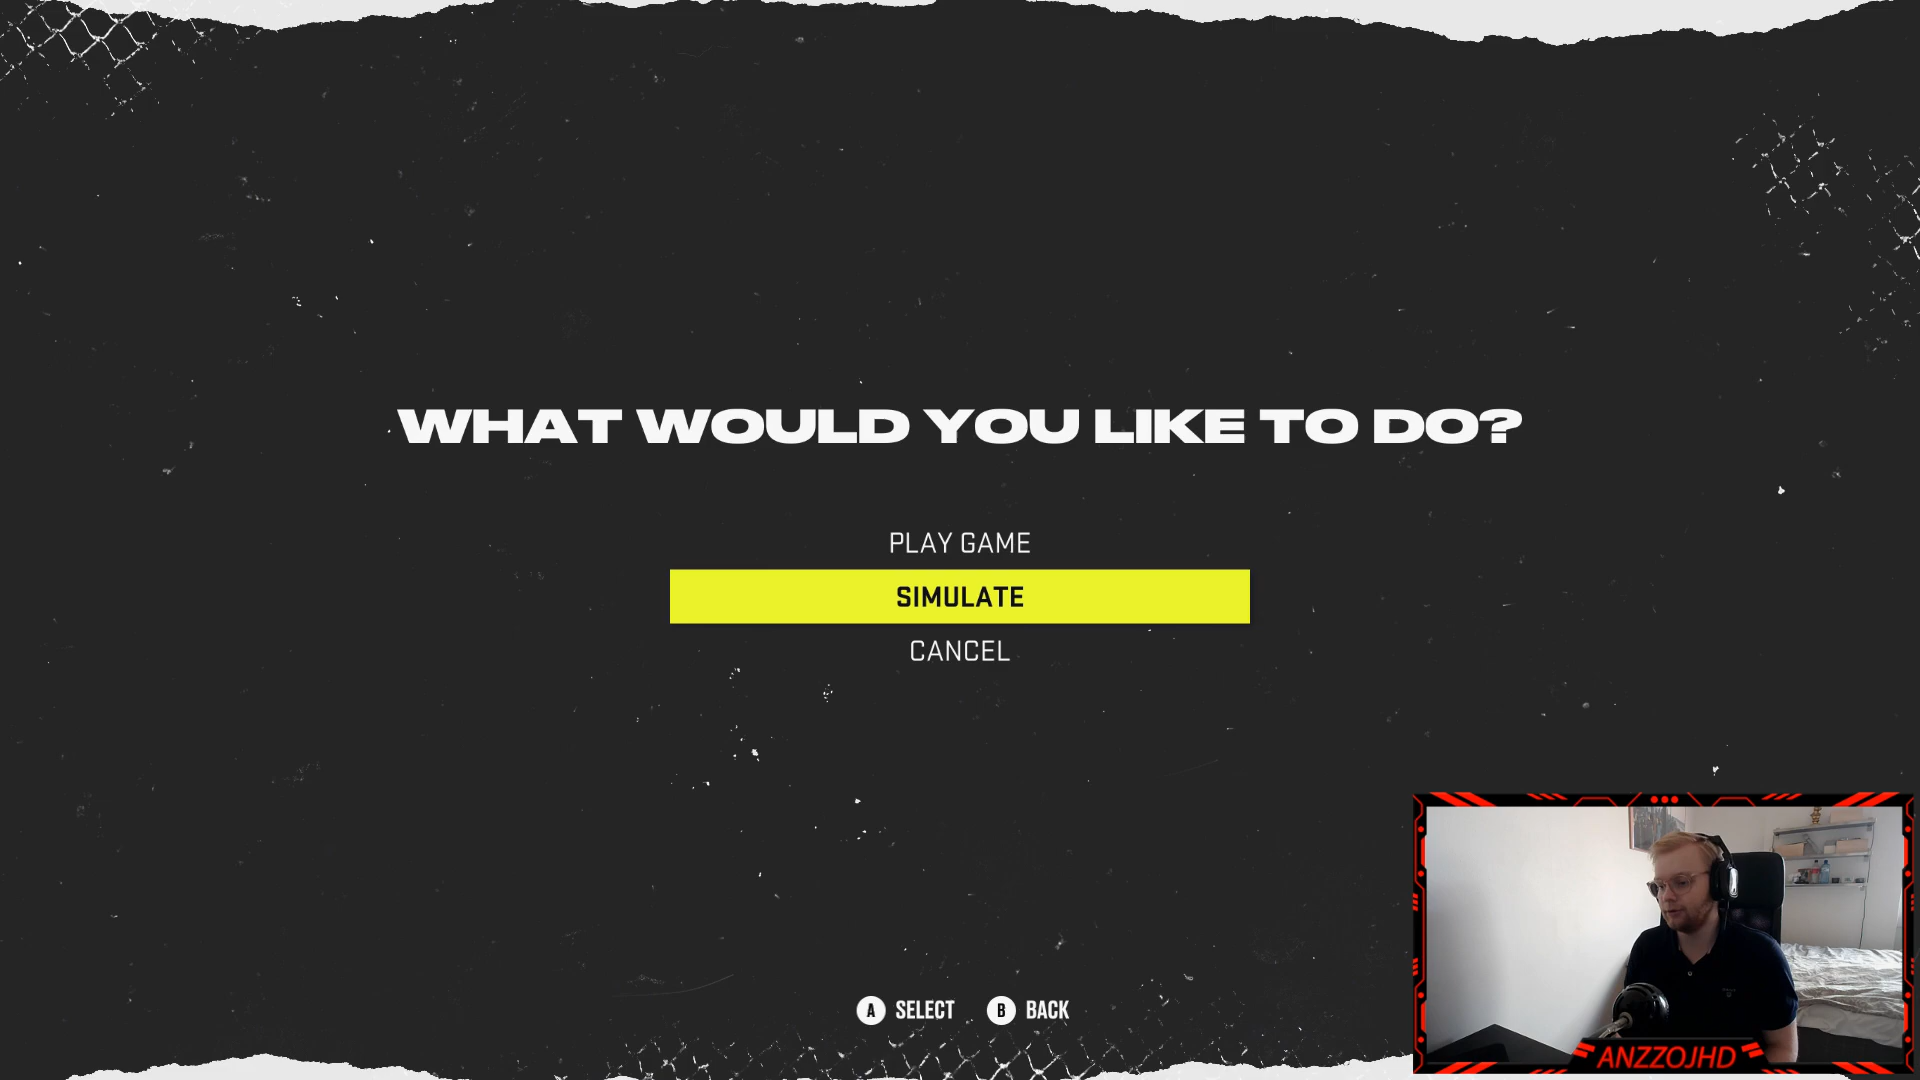 WHAT WOULD YOU LIKE TO DO?
PLAY GAME
SIMULATE
CANCEL
A SELECT B BACK
ANZZOJHD